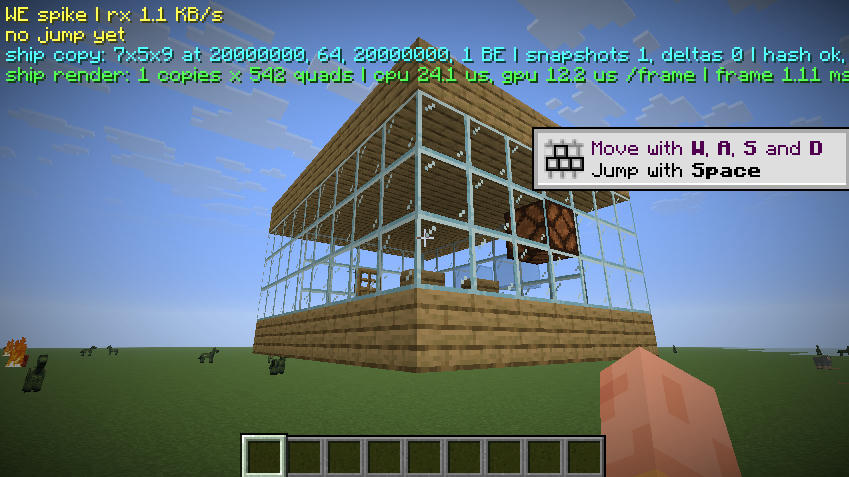 WE spike | rx 1.1 KB/s
no jump yet
ship copy: 7x5x9 at 20000000, 64, 20000000, 1 BE | snapshots 1, deltas 0 | hash ok,
ship render: 1 copies x 542 quads | cpu 24.1 us, gpu 12.2 us /frame | frame 1.11 ms
Move with W, A, S and D
Jump with Space